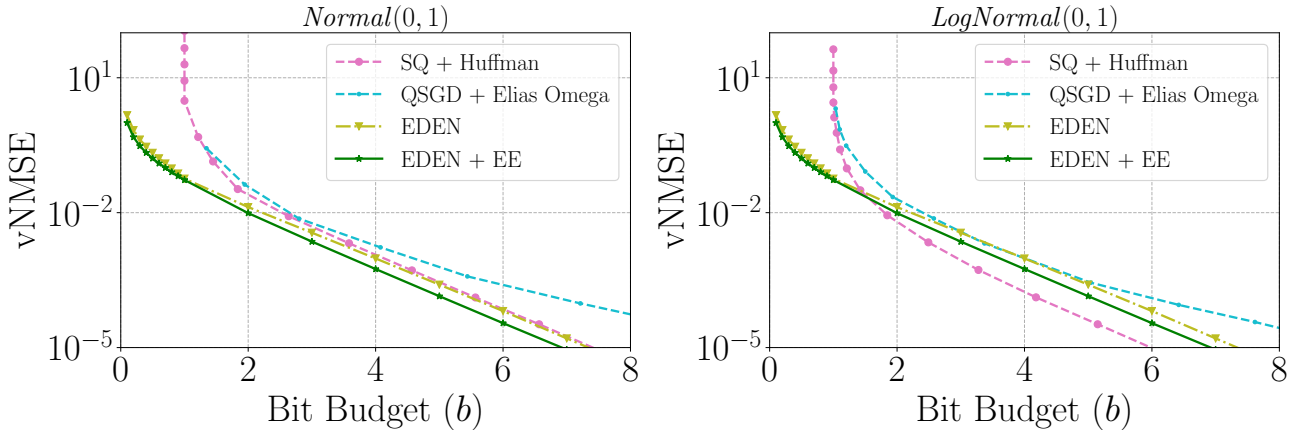 Normal(0, 1)
vNMSE
10^1
10^-2
10^-5
0 2 4 6 8
Bit Budget (b)
SQ + Huffman
QSGD + Elias Omega
EDEN
EDEN + EE
LogNormal(0, 1)
vNMSE
10^1
10^-2
10^-5
0 2 4 6 8
Bit Budget (b)
SQ + Huffman
QSGD + Elias Omega
EDEN
EDEN + EE